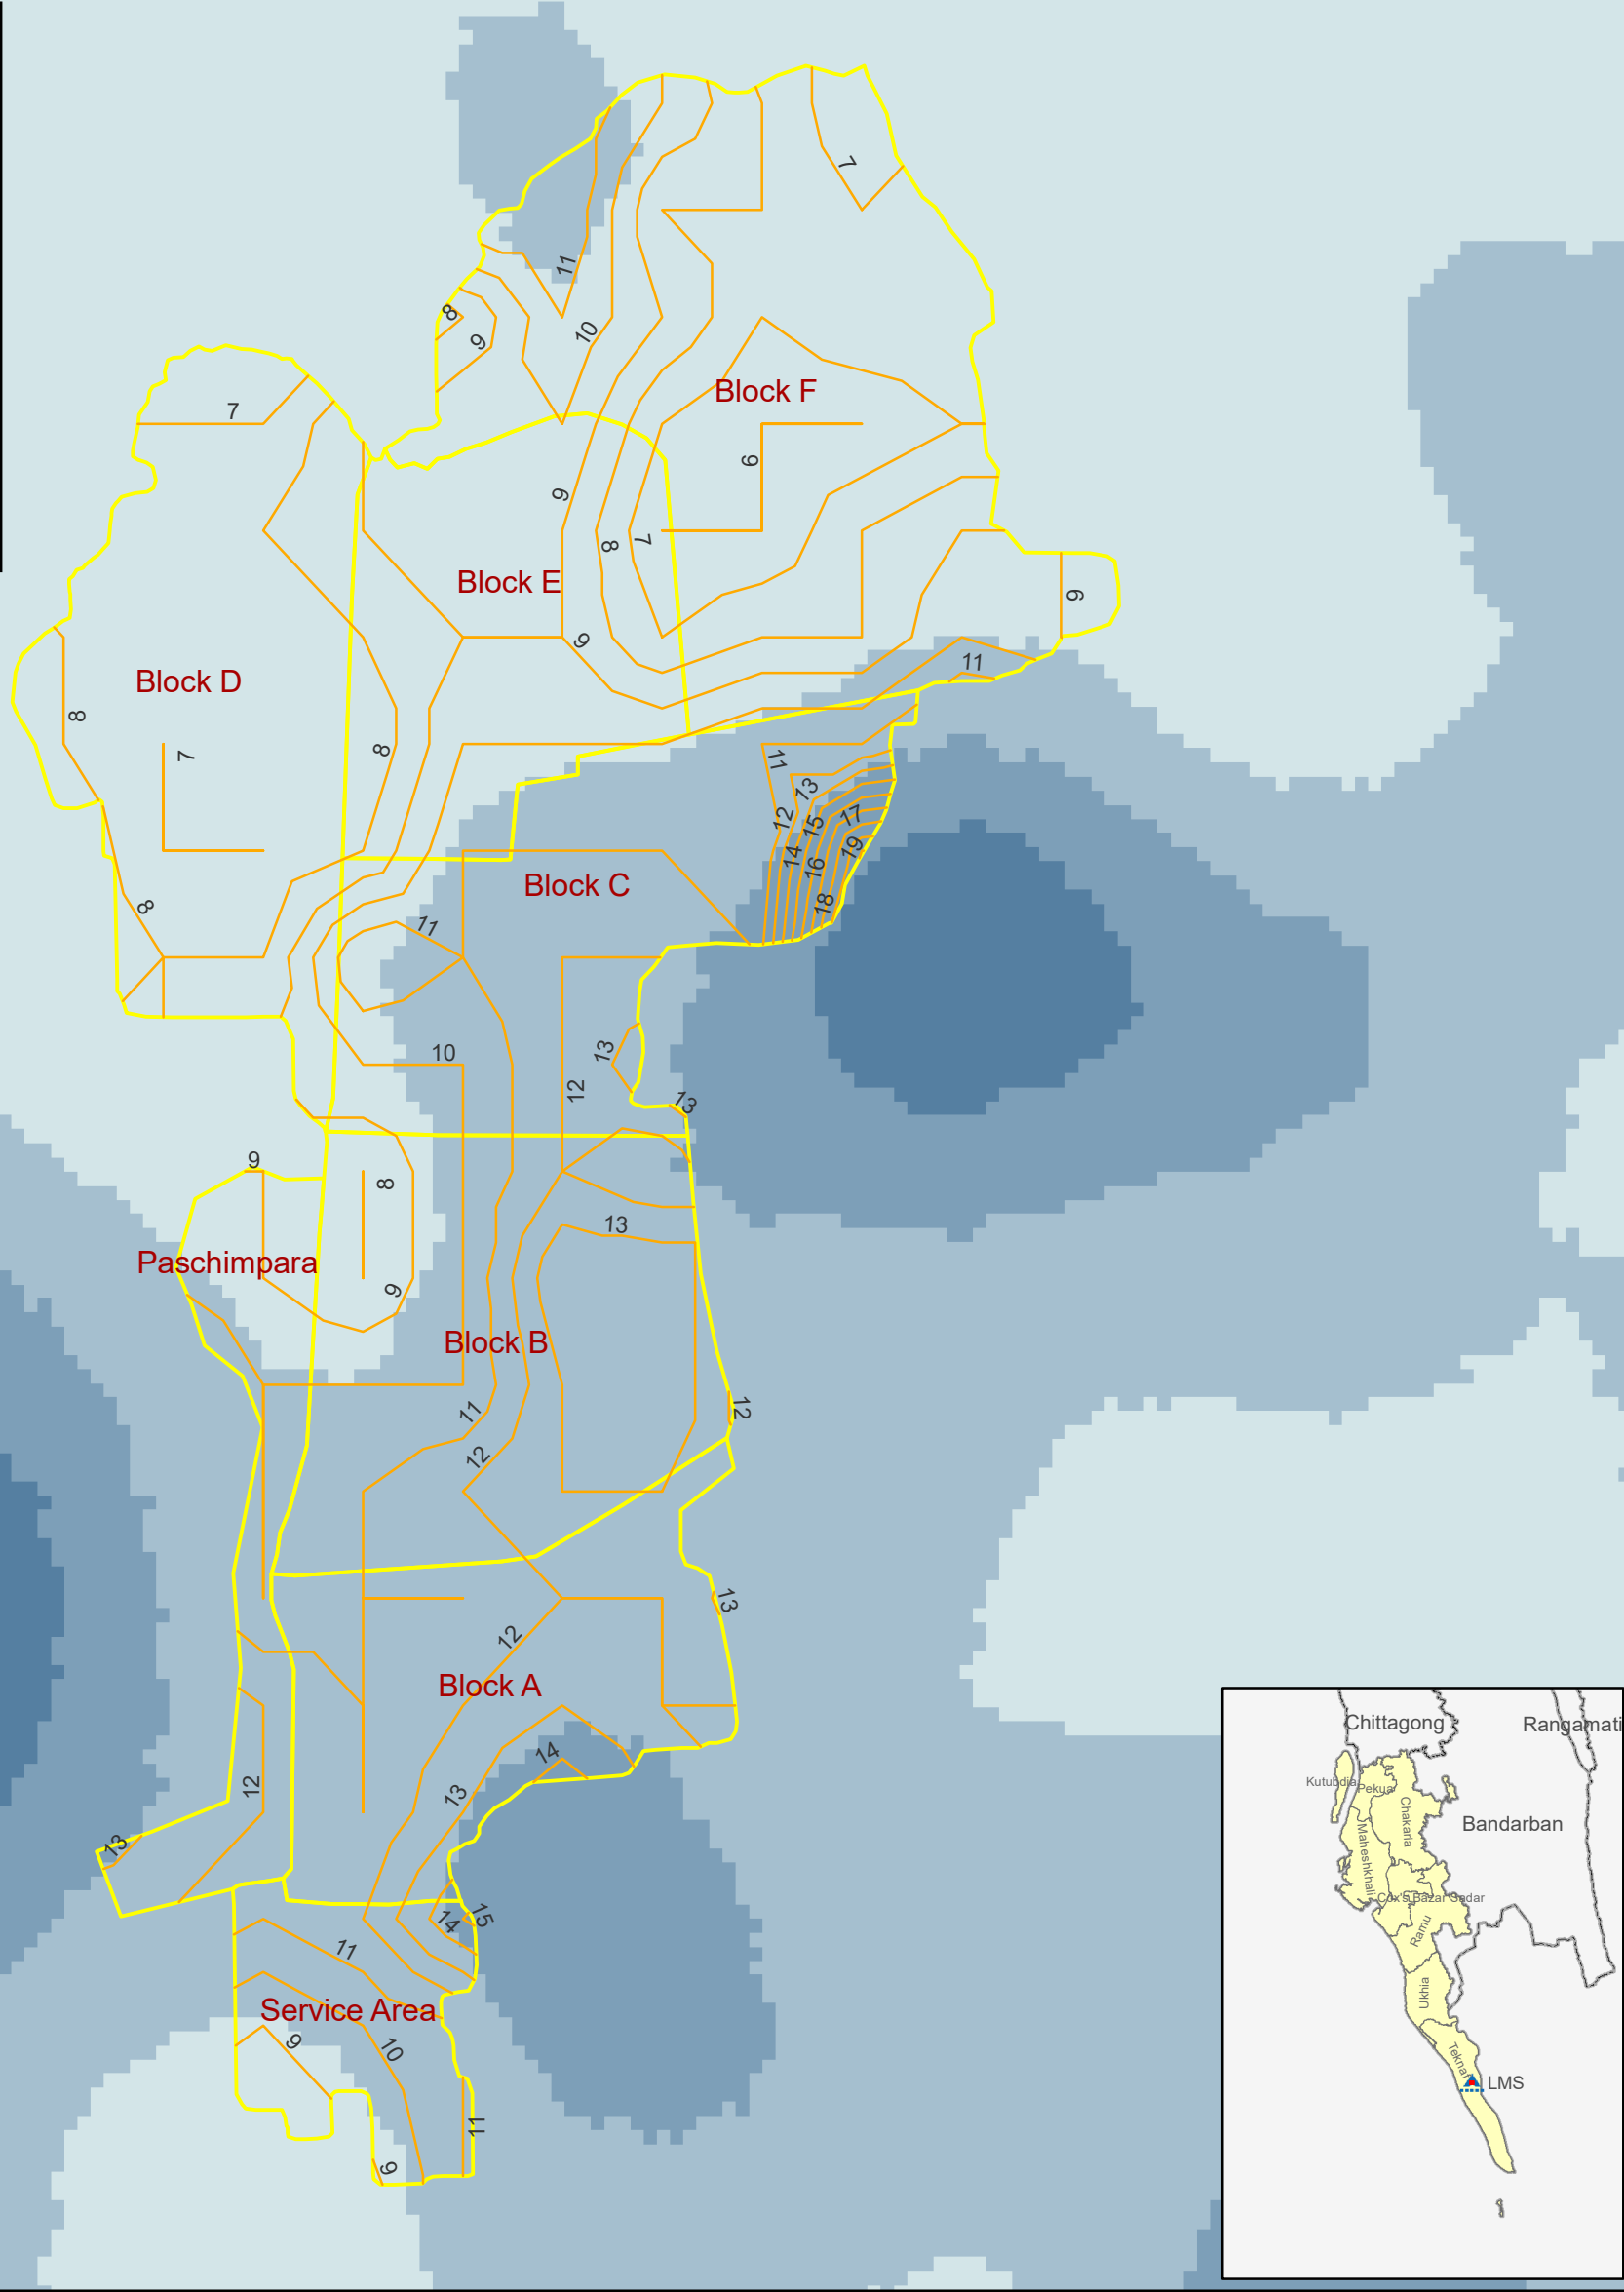 7
11
8
10
9
Block F
7
6
9
8
7
Block E
9
9
11
Block D
8
7
8
11
13
12
15
17
14
16
19
18
Block C
8
11
10
13
12
13
9
8
13
Paschimpara
9
Block B
12
11
12
13
12
Block A
14
12
13
13
15
14
11
Service Area
9
10
11
9
Chittagong
Rangamati
Kutubdia
Pekua
Chakaria
Maheshkhali
Bandarban
Cox'S Bazar Sadar
Ramu
Ukhia
Teknaf
LMS